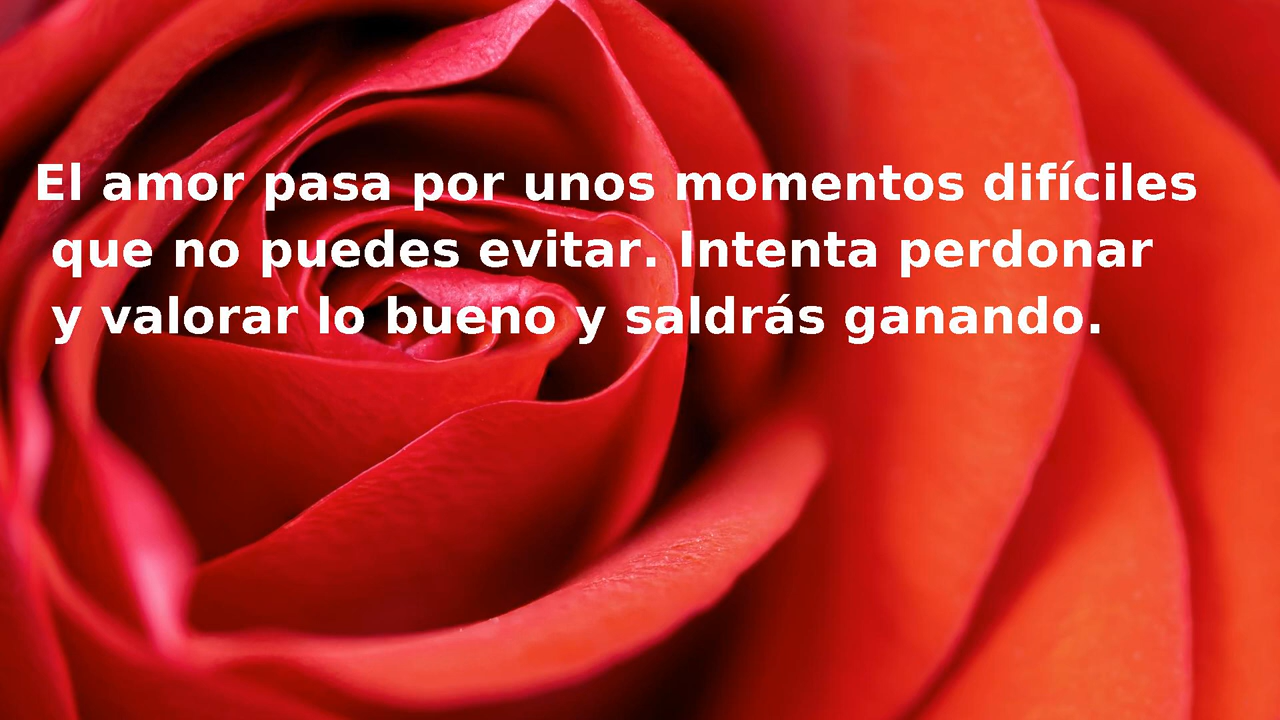 El amor pasa por unos momentos difíciles
que no puedes evitar. Intenta perdonar
y valorar lo bueno y saldrás ganando.